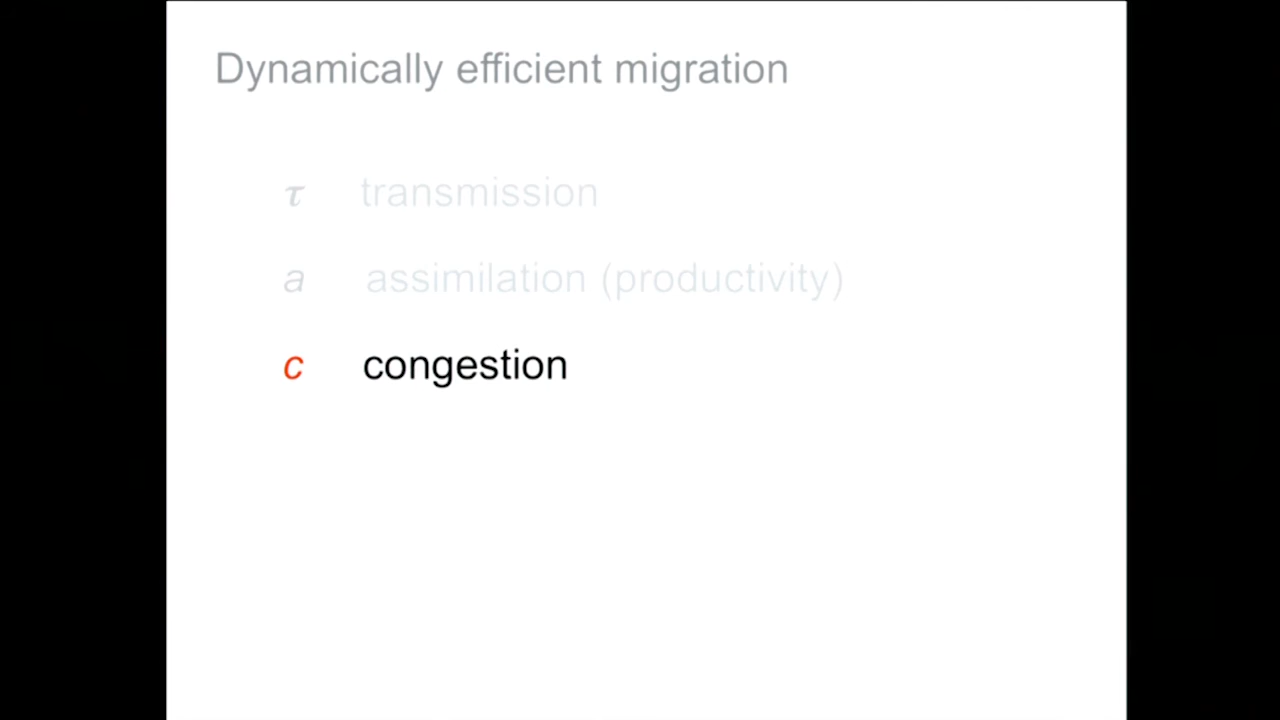 Dynamically efficient migration
τ transmission
a assimilation (productivity)
c congestion